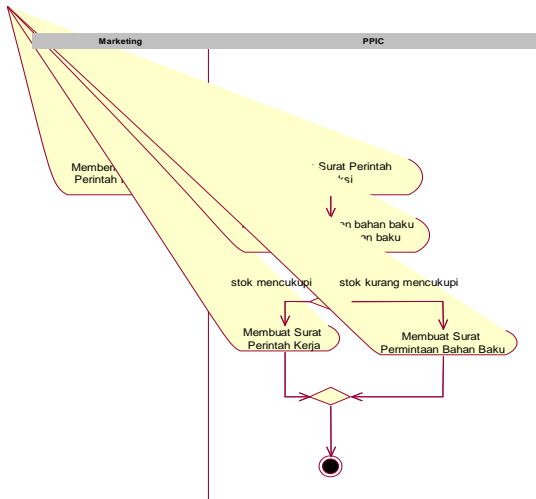 Marketing
PPIC
Surat Perintah
Perintah
bahan baku
baku
stok mencukupi
stok kurang mencukupi
Membuat Surat
Perintah Kerja
Membuat Surat
Permintaan Bahan Baku